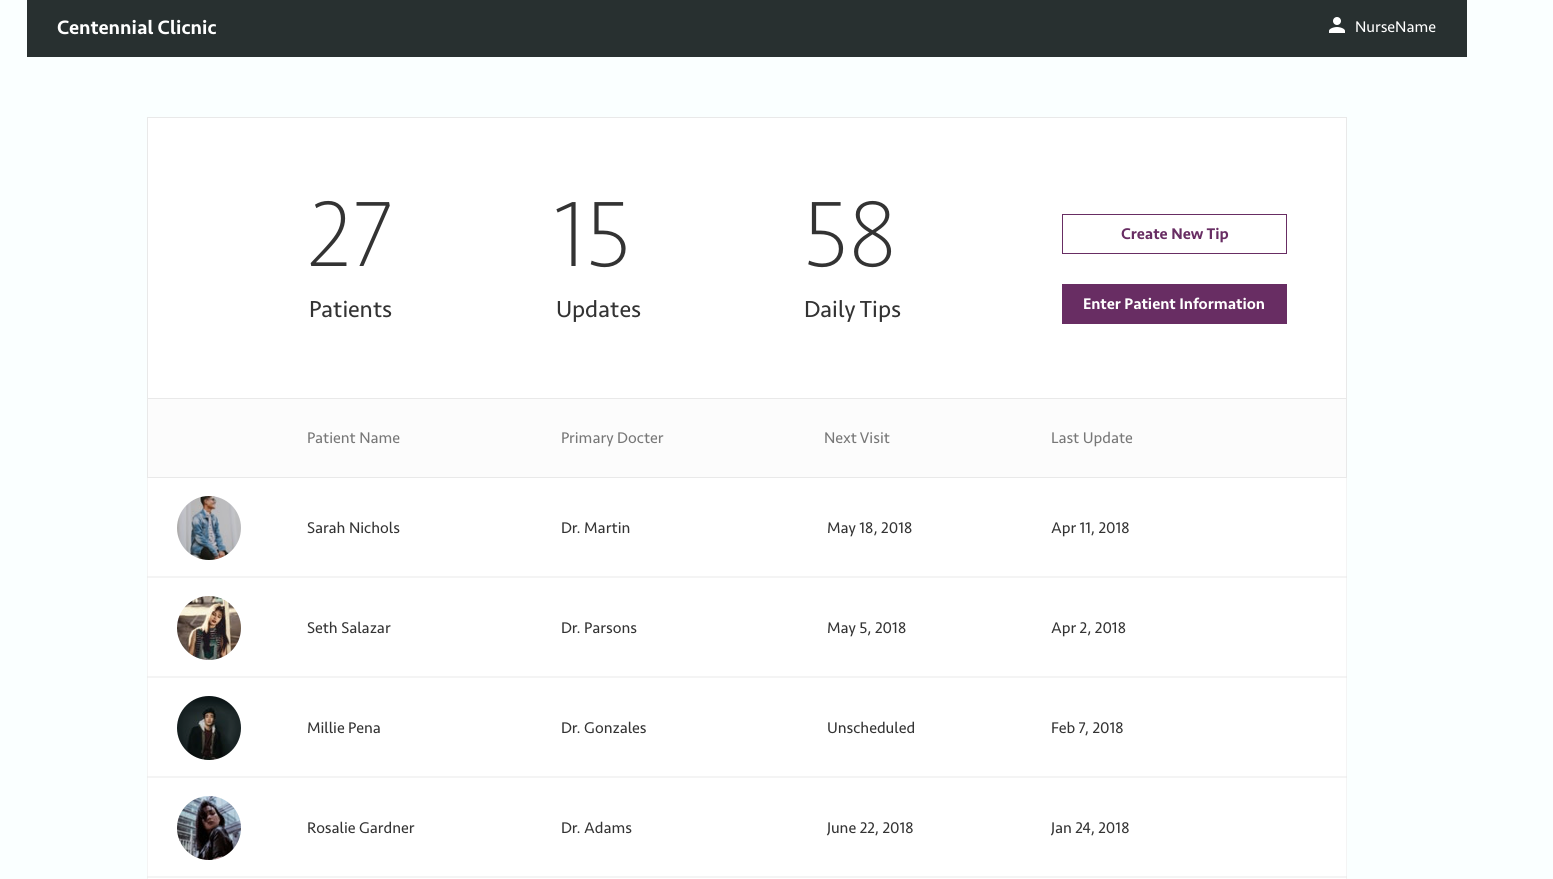 Centennial Clicnic
NurseName
27
15
58
Patients
Updates
Daily Tips
Create New Tip
Enter Patient Information
Patient Name
Primary Docter
Next Visit
Last Update
Sarah Nichols
Dr. Martin
May 18, 2018
Apr 11, 2018
Seth Salazar
Dr. Parsons
May 5, 2018
Apr 2, 2018
Millie Pena
Dr. Gonzales
Unscheduled
Feb 7, 2018
Rosalie Gardner
Dr. Adams
June 22, 2018
Jan 24, 2018